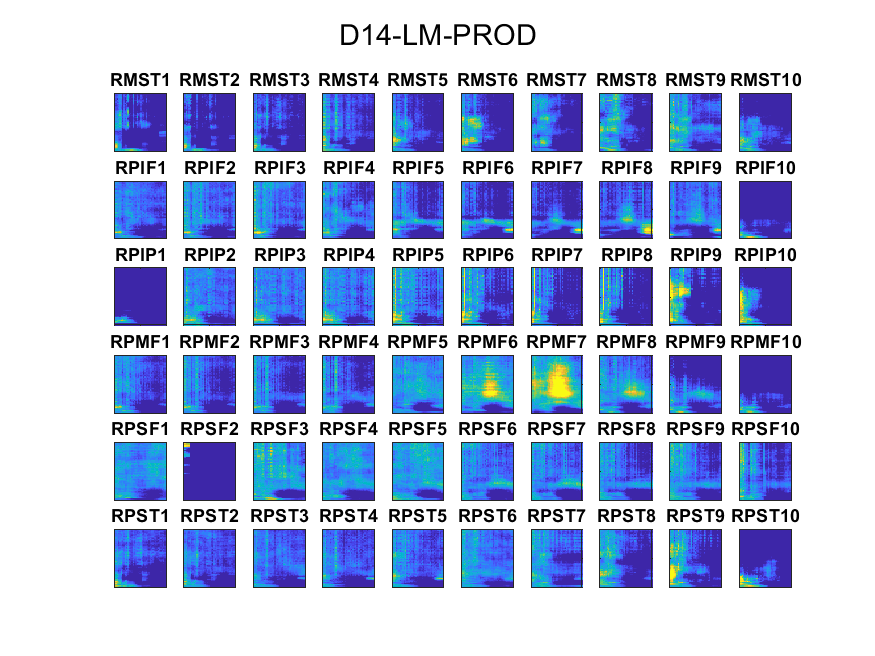 D14-LM-PROD
RMST1 RMST2 RMST3 RMST4 RMST5 RMST6 RMST7 RMST8 RMST9 RMST10
RPIF1 RPIF2 RPIF3 RPIF4 RPIF5 RPIF6 RPIF7 RPIF8 RPIF9 RPIF10
RPIP1 RPIP2 RPIP3 RPIP4 RPIP5 RPIP6 RPIP7 RPIP8 RPIP9 RPIP10
RPMF1 RPMF2 RPMF3 RPMF4 RPMF5 RPMF6 RPMF7 RPMF8 RPMF9 RPMF10
RPSF1 RPSF2 RPSF3 RPSF4 RPSF5 RPSF6 RPSF7 RPSF8 RPSF9 RPSF10
RPST1 RPST2 RPST3 RPST4 RPST5 RPST6 RPST7 RPST8 RPST9 RPST10